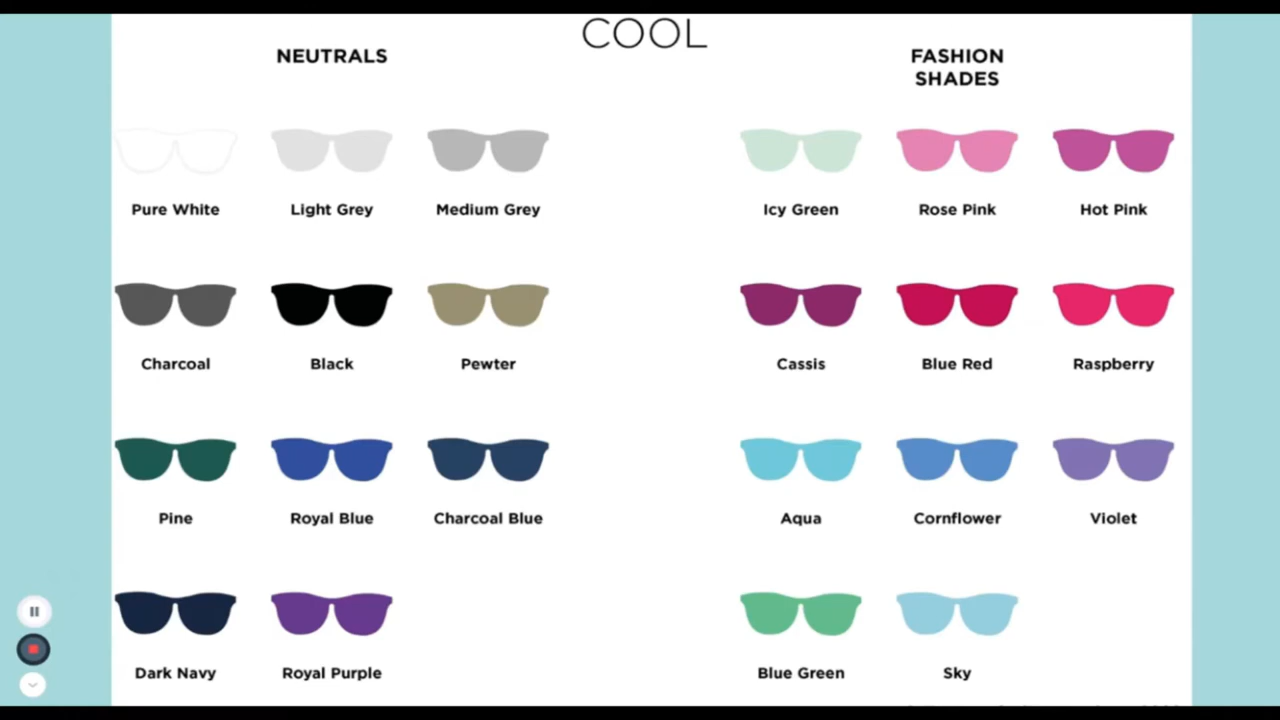 COOL
NEUTRALS
FASHION
SHADES
Pure White Light Grey Medium Grey Icy Green Rose Pink Hot Pink
Charcoal Black Pewter Cassis Blue Red Raspberry
Pine Royal Blue Charcoal Blue Aqua Cornflower Violet
Dark Navy Royal Purple Blue Green Sky